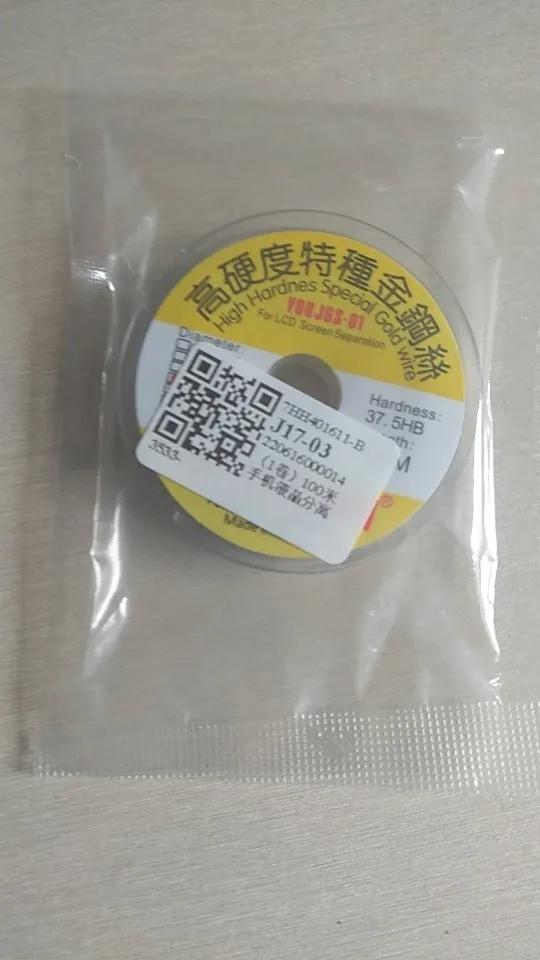 高硬度特種金鋼絲
High Hardnes Special Gold Wire
YOUJGS-01
For LCD Screen Separation
Diameter:
Hardness:
37.5HB
M
®
Made
7HH401611-B
J17-03
220616000014
(1卷) 100米
手机液晶分离
3533-